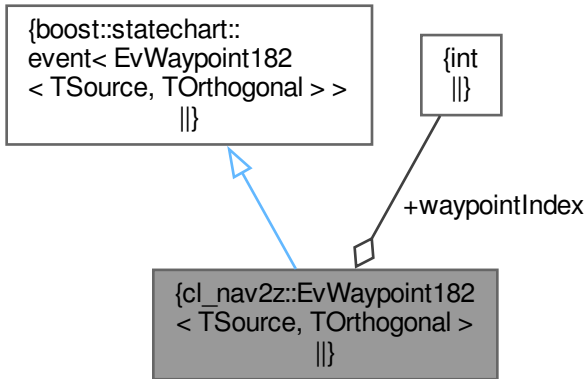 {boost::statechart::
event< EvWaypoint182
< TSource, TOrthogonal > >
||}
{int
||}
+waypointIndex
{cl_nav2z::EvWaypoint182
< TSource, TOrthogonal >
||}